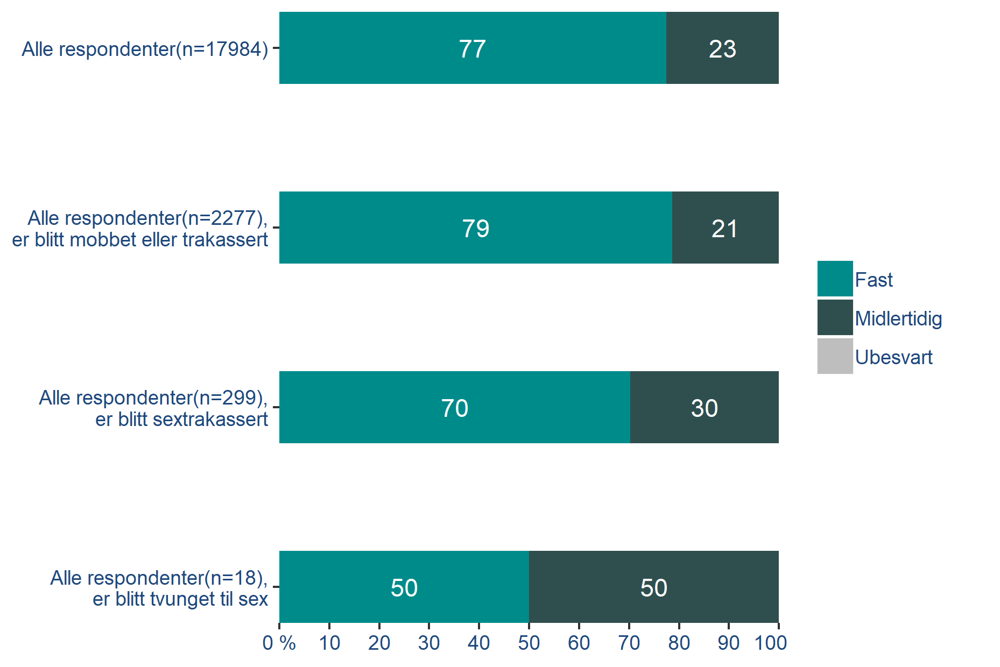 Alle respondenter(n=17984)
77
23
Alle respondenter(n=2277),
er blitt mobbet eller trakassert
79
21
Alle respondenter(n=299),
er blitt sextrakassert
70
30
Alle respondenter(n=18),
er blitt tvunget til sex
50
50
0 % 10 20 30 40 50 60 70 80 90 100
Fast
Midlertidig
Ubesvart